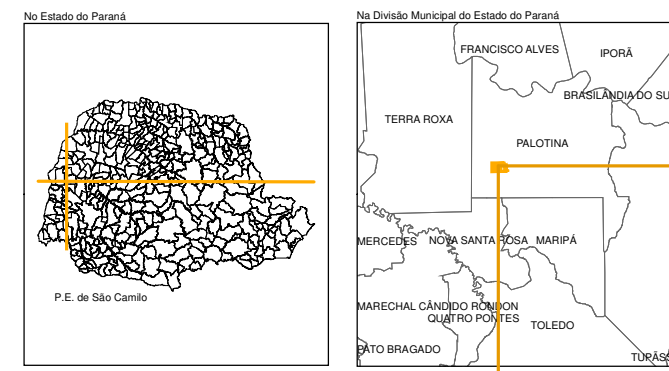 No Estado do Paraná
P.E. de São Camilo
Na Divisão Municipal do Estado do Paraná
FRANCISCO ALVES
IPORÃ
BRASILÂNDIA DO SU
TERRA ROXA
PALOTINA
MERCEDES
NOVA SANTA ROSA
MARIPÁ
MARECHAL CÂNDIDO RONDON
QUATRO PONTES
TOLEDO
PATO BRAGADO
TUPÃSS